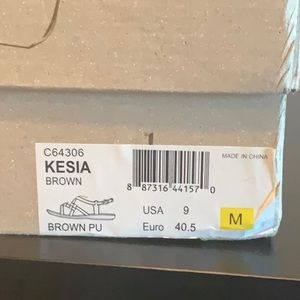 C64306
KESIA
BROWN
MADE IN CHINA
8 87316 44157 0
USA 9
BROWN PU
Euro 40.5
M